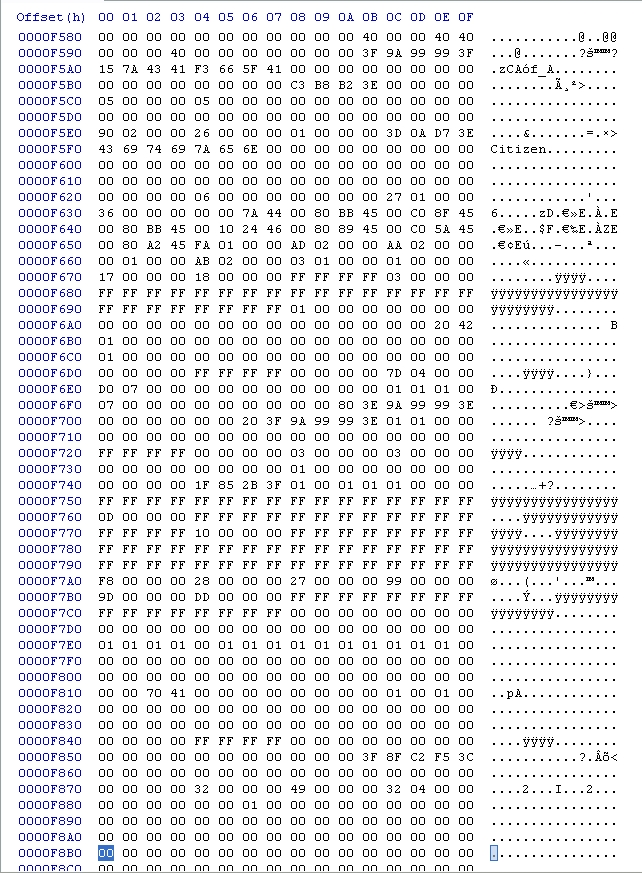 Offset(h) 00 01 02 03 04 05 06 07 08 09 0A 0B 0C 0D 0E 0F
0000F580 00 00 00 00 00 00 00 00 00 00 00 40 00 00 40 40 ...........@..@@
0000F590 00 00 00 40 00 00 00 00 00 00 00 3F 9A 99 99 3F ...@.......?š™™?
0000F5A0 15 7A 43 41 F3 66 5F 41 00 00 00 00 00 00 00 00 .zCAóf_A........
0000F5B0 00 00 00 00 00 00 00 00 C3 B8 B2 3E 00 00 00 00 ........Ã¸²>....
0000F5C0 05 00 00 00 05 00 00 00 00 00 00 00 00 00 00 00 ................
0000F5D0 00 00 00 00 00 00 00 00 00 00 00 00 00 00 00 00 ................
0000F5E0 90 02 00 00 26 00 00 00 01 00 00 00 3D 0A D7 3E ....&.......=.×>
0000F5F0 43 69 74 69 7A 65 6E 00 00 00 00 00 00 00 00 00 Citizen.........
0000F600 00 00 00 00 00 00 00 00 00 00 00 00 00 00 00 00 ................
0000F610 00 00 00 00 00 00 00 00 00 00 00 00 00 00 00 00 ................
0000F620 00 00 00 00 06 00 00 00 00 00 00 00 27 01 00 00 ............'...
0000F630 36 00 00 00 00 00 7A 44 00 80 BB 45 00 C0 8F 45 6.....zD.€»E.À.E
0000F640 00 80 BB 45 00 10 24 46 00 80 89 45 00 C0 5A 45 .€»E..$F.€‰E.ÀZE
0000F650 00 80 A2 45 FA 01 00 00 AD 02 00 00 AA 02 00 00 .€¢Eú...­...ª...
0000F660 00 01 00 00 AB 02 00 00 03 01 00 00 01 00 00 00 ....«...........
0000F670 17 00 00 00 18 00 00 00 FF FF FF FF 03 00 00 00 ........ÿÿÿÿ....
0000F680 FF FF FF FF FF FF FF FF FF FF FF FF FF FF FF FF ÿÿÿÿÿÿÿÿÿÿÿÿÿÿÿÿ
0000F690 FF FF FF FF FF FF FF FF 01 00 00 00 00 00 00 00 ÿÿÿÿÿÿÿÿ........
0000F6A0 00 00 00 00 00 00 00 00 00 00 00 00 00 00 20 42 .............. B
0000F6B0 01 00 00 00 00 00 00 00 00 00 00 00 00 00 00 00 ................
0000F6C0 01 00 00 00 00 00 00 00 00 00 00 00 00 00 00 00 ................
0000F6D0 00 00 00 00 FF FF FF FF 00 00 00 00 7D 04 00 00 ....ÿÿÿÿ....}...
0000F6E0 D0 07 00 00 00 00 00 00 00 00 00 00 01 01 01 00 Ð...............
0000F6F0 07 00 00 00 00 00 00 00 00 00 80 3E 9A 99 99 3E ..........€>š™™>
0000F700 00 00 00 00 00 00 20 3F 9A 99 99 3E 01 01 00 00 ...... ?š™™>....
0000F710 00 00 00 00 00 00 00 00 00 00 00 00 00 00 00 00 ................
0000F720 FF FF FF FF 00 00 00 00 03 00 00 00 03 00 00 00 ÿÿÿÿ............
0000F730 00 00 00 00 00 00 00 00 01 00 00 00 00 00 00 00 ................
0000F740 00 00 00 00 1F 85 2B 3F 01 00 01 01 01 00 00 00 .....…+?........
0000F750 FF FF FF FF FF FF FF FF FF FF FF FF FF FF FF FF ÿÿÿÿÿÿÿÿÿÿÿÿÿÿÿÿ
0000F760 0D 00 00 00 FF FF FF FF FF FF FF FF FF FF FF FF ....ÿÿÿÿÿÿÿÿÿÿÿÿ
0000F770 FF FF FF FF 10 00 00 00 FF FF FF FF FF FF FF FF ÿÿÿÿ....ÿÿÿÿÿÿÿÿ
0000F780 FF FF FF FF FF FF FF FF FF FF FF FF FF FF FF FF ÿÿÿÿÿÿÿÿÿÿÿÿÿÿÿÿ
0000F790 FF FF FF FF FF FF FF FF FF FF FF FF FF FF FF FF ÿÿÿÿÿÿÿÿÿÿÿÿÿÿÿÿ
0000F7A0 F8 00 00 00 28 00 00 00 27 00 00 00 99 00 00 00 ø...(...'...™...
0000F7B0 9D 00 00 00 DD 00 00 00 FF FF FF FF FF FF FF FF ....Ý...ÿÿÿÿÿÿÿÿ
0000F7C0 FF FF FF FF FF FF FF FF 00 00 00 00 00 00 00 00 ÿÿÿÿÿÿÿÿ........
0000F7D0 00 00 00 00 00 00 00 00 00 00 00 00 00 00 00 00 ................
0000F7E0 01 01 01 01 00 01 01 01 01 01 01 01 01 01 01 00 ................
0000F7F0 00 00 00 00 00 00 00 00 00 00 00 00 00 00 00 00 ................
0000F800 00 00 00 00 00 00 00 00 00 00 00 00 00 00 00 00 ................
0000F810 00 00 70 41 00 00 00 00 00 00 00 00 01 00 01 00 ..pA............
0000F820 00 00 00 00 00 00 00 00 00 00 00 00 00 00 00 00 ................
0000F830 00 00 00 00 00 00 00 00 00 00 00 00 00 00 00 00 ................
0000F840 00 00 00 00 FF FF FF FF 00 00 00 00 00 00 00 00 ....ÿÿÿÿ........
0000F850 00 00 00 00 00 00 00 00 00 00 00 3F 8F C2 F5 3C ...........?.Âõ<
0000F860 00 00 00 00 00 00 00 00 00 00 00 00 00 00 00 00 ................
0000F870 00 00 00 00 32 00 00 00 49 00 00 00 32 04 00 00 ....2...I...2...
0000F880 00 00 00 00 00 00 01 00 00 00 00 00 00 00 00 00 ................
0000F890 00 00 00 00 00 00 00 00 00 00 00 00 00 00 00 00 ................
0000F8A0 00 00 00 00 00 00 00 00 00 00 00 00 00 00 00 00 ................
0000F8B0 00 00 00 00 00 00 00 00 00 00 00 00 00 00 00 00 ................
0000F8C0 00 00 00 00 00 00 00 00 00 00 00 00 00 00 00 00